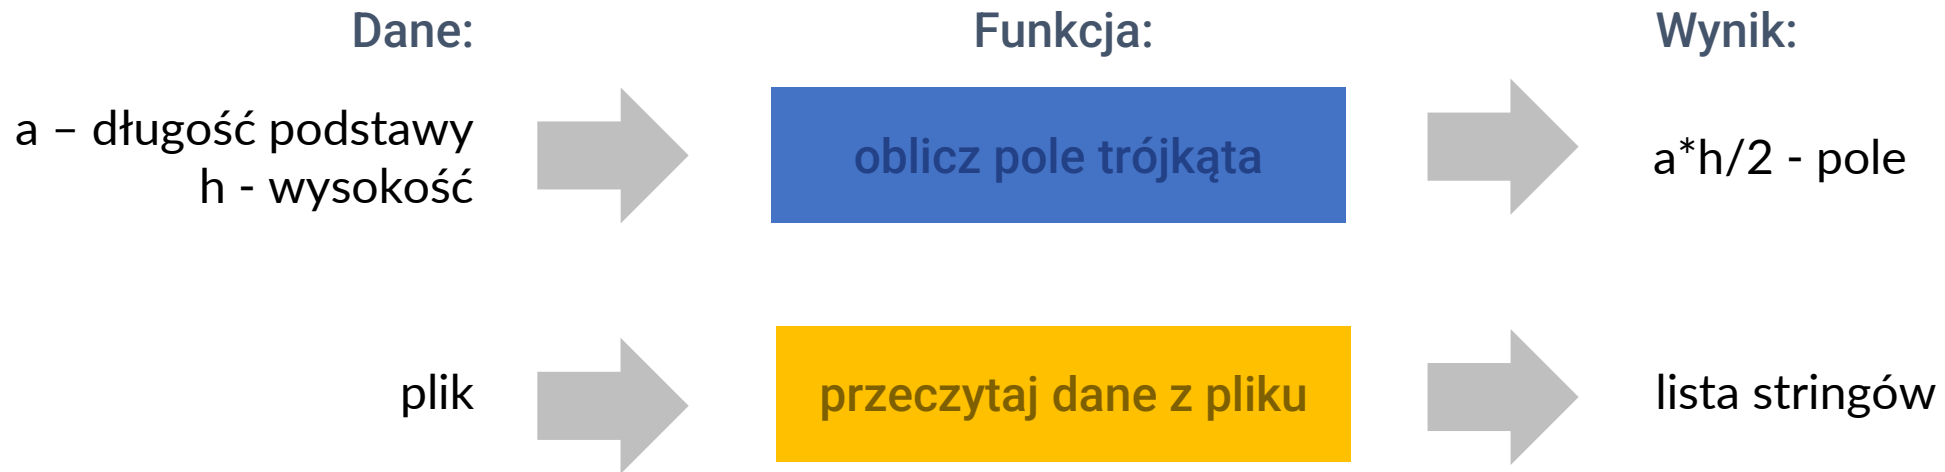 Dane:
Funkcja:
Wynik:
a – długość podstawy
h - wysokość
oblicz pole trójkąta
a*h/2 - pole
plik
przeczytaj dane z pliku
lista stringów